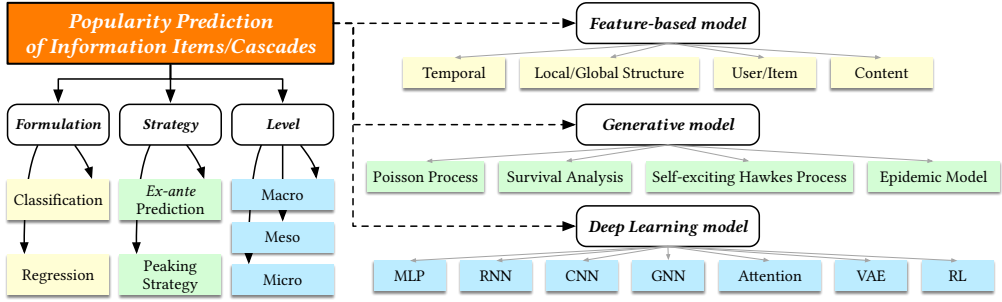 Popularity Prediction
of Information Items/Cascades
Formulation
Strategy
Level
Classification
Regression
Ex-ante
Prediction
Peaking
Strategy
Macro
Meso
Micro
Feature-based model
Temporal
Local/Global Structure
User/Item
Content
Generative model
Poisson Process
Survival Analysis
Self-exciting Hawkes Process
Epidemic Model
Deep Learning model
MLP
RNN
CNN
GNN
Attention
VAE
RL